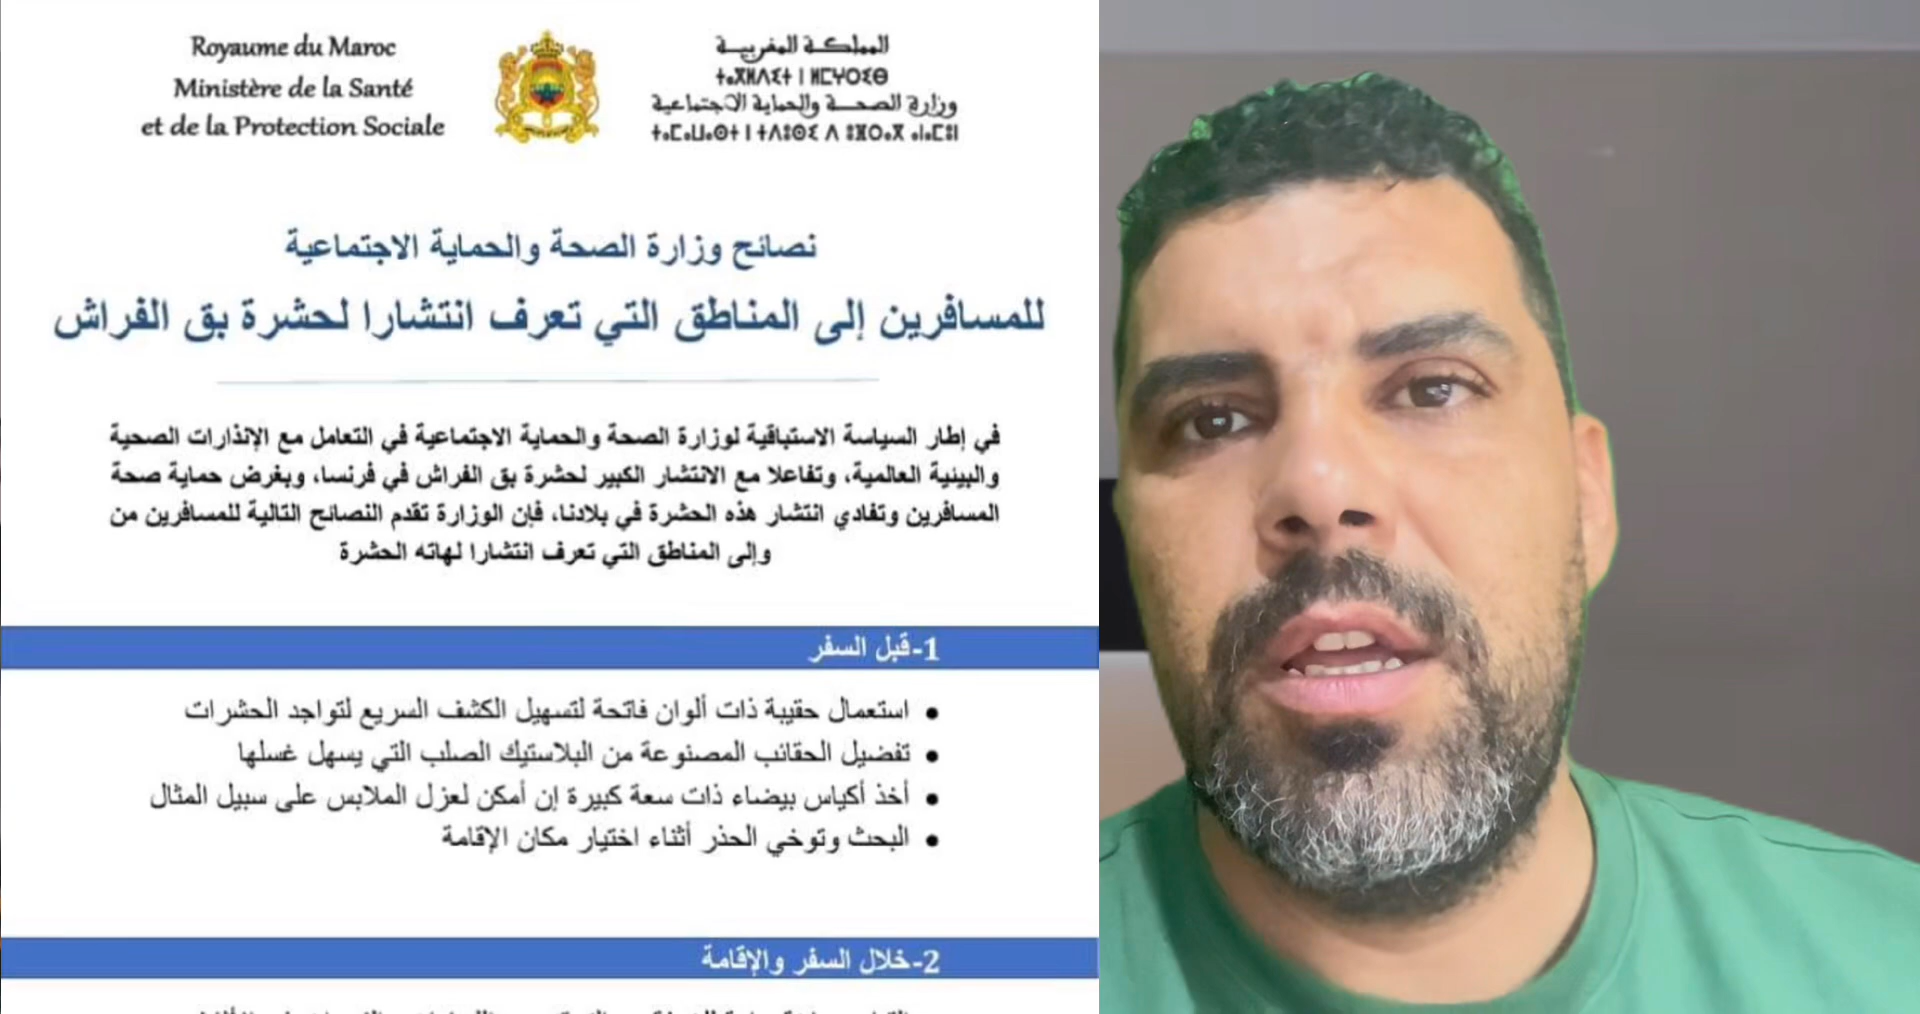 Royaume du Maroc
Ministère de la Santé
et de la Protection Sociale
المملكة المغربية
ⵜⴰⴳⵍⴷⵉⵜ ⵏ ⵍⵎⵖⵔⵉⴱ
وزارة الصحة والحماية الاجتماعية
ⵜⴰⵎⴰⵡⴰⵙⵜ ⵏ ⵜⴷⵓⵙⵉ ⴷ ⵓⴼⵔⴰⴳ ⴰⵏⴰⵎⵓⵏ
نصائح وزارة الصحة والحماية الاجتماعية
للمسافرين إلى المناطق التي تعرف انتشارا لحشرة بق الفراش
في إطار السياسة الاستباقية لوزارة الصحة والحماية الاجتماعية في التعامل مع الإنذارات الصحية
والبيئية العالمية، وتفاعلا مع الانتشار الكبير لحشرة بق الفراش في فرنسا، وبغرض حماية صحة
المسافرين وتفادي انتشار هذه الحشرة في بلادنا، فإن الوزارة تقدم النصائح التالية للمسافرين من
وإلى المناطق التي تعرف انتشارا لهاته الحشرة
1-قبل السفر
• استعمال حقيبة ذات ألوان فاتحة لتسهيل الكشف السريع لتواجد الحشرات
• تفضيل الحقائب المصنوعة من البلاستيك الصلب التي يسهل غسلها
• أخذ أكياس بيضاء ذات سعة كبيرة إن أمكن لعزل الملابس على سبيل المثال
• البحث وتوخي الحذر أثناء اختيار مكان الإقامة
2-خلال السفر والإقامة